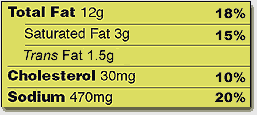 Total Fat 12g 18%
Saturated Fat 3g 15%
Trans Fat 1.5g
Cholesterol 30mg 10%
Sodium 470mg 20%